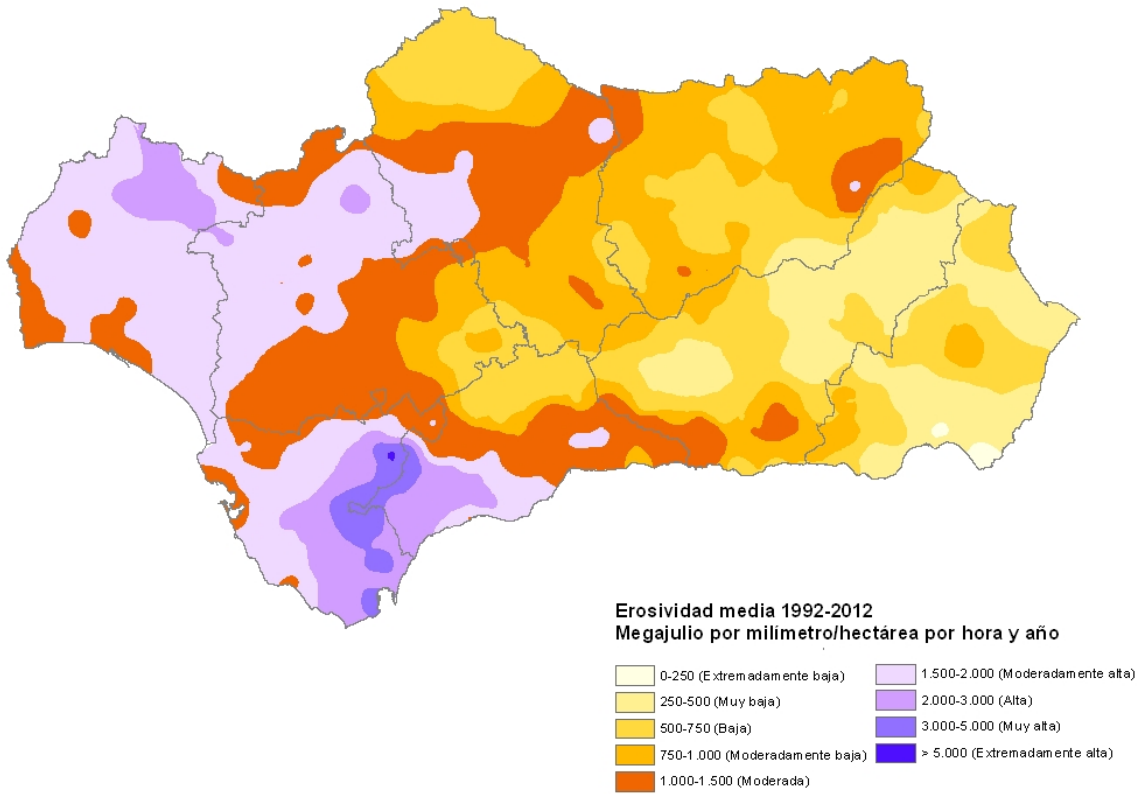 Erosividad media 1992-2012
Megajulio por milímetro/hectárea por hora y año
0-250 (Extremadamente baja)
250-500 (Muy baja)
500-750 (Baja)
750-1.000 (Moderadamente baja)
1.000-1.500 (Moderada)
1.500-2.000 (Moderadamente alta)
2.000-3.000 (Alta)
3.000-5.000 (Muy alta)
> 5.000 (Extremadamente alta)